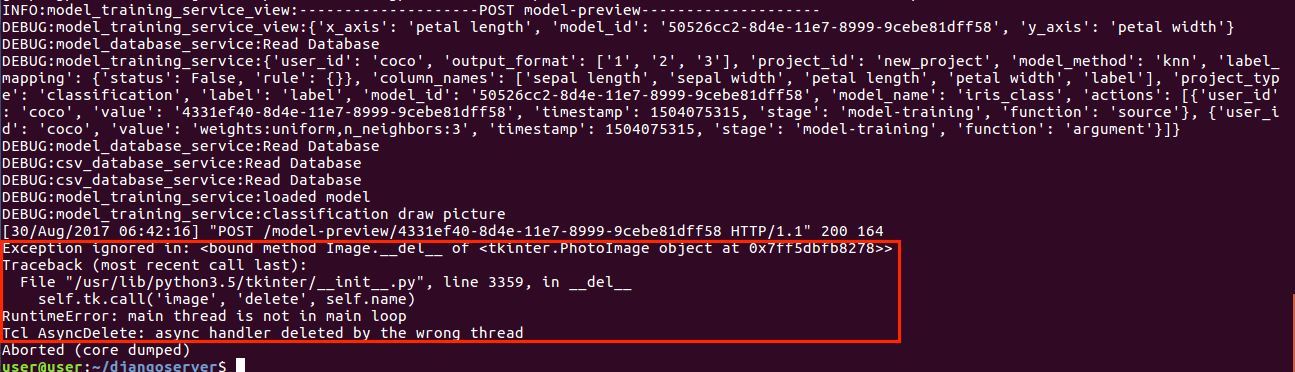 INFO:model_training_service_view:--------------------POST model-preview--------------------
DEBUG:model_training_service_view:{'x_axis': 'petal length', 'model_id': '50526cc2-8d4e-11e7-8999-9cebe81dff58', 'y_axis': 'petal width'}
DEBUG:model_database_service:Read Database
DEBUG:model_training_service:{'user_id': 'coco', 'output_format': ['1', '2', '3'], 'project_id': 'new_project', 'model_method': 'knn', 'label_
mapping': {'status': False, 'rule': {}}, 'column_names': ['sepal length', 'sepal width', 'petal length', 'petal width', 'label'], 'project_typ
e': 'classification', 'label': 'label', 'model_id': '50526cc2-8d4e-11e7-8999-9cebe81dff58', 'model_name': 'iris_class', 'actions': [{'user_id'
: 'coco', 'value': '4331ef40-8d4e-11e7-8999-9cebe81dff58', 'timestamp': 1504075315, 'stage': 'model-training', 'function': 'source'}, {'user_i
d': 'coco', 'value': 'weights:uniform,n_neighbors:3', 'timestamp': 1504075315, 'stage': 'model-training', 'function': 'argument'}]}
DEBUG:model_database_service:Read Database
DEBUG:csv_database_service:Read Database
DEBUG:csv_database_service:Read Database
DEBUG:model_training_service:loaded model
DEBUG:model_training_service:classification draw picture
[30/Aug/2017 06:42:16] "POST /model-preview/4331ef40-8d4e-11e7-8999-9cebe81dff58 HTTP/1.1" 200 164
Exception ignored in: <bound method Image.__del__ of <tkinter.PhotoImage object at 0x7ff5dbfb8278>>
Traceback (most recent call last):
  File "/usr/lib/python3.5/tkinter/__init__.py", line 3359, in __del__
    self.tk.call('image', 'delete', self.name)
RuntimeError: main thread is not in main loop
Tcl_AsyncDelete: async handler deleted by the wrong thread
Aborted (core dumped)
user@user:~/djangoserver$